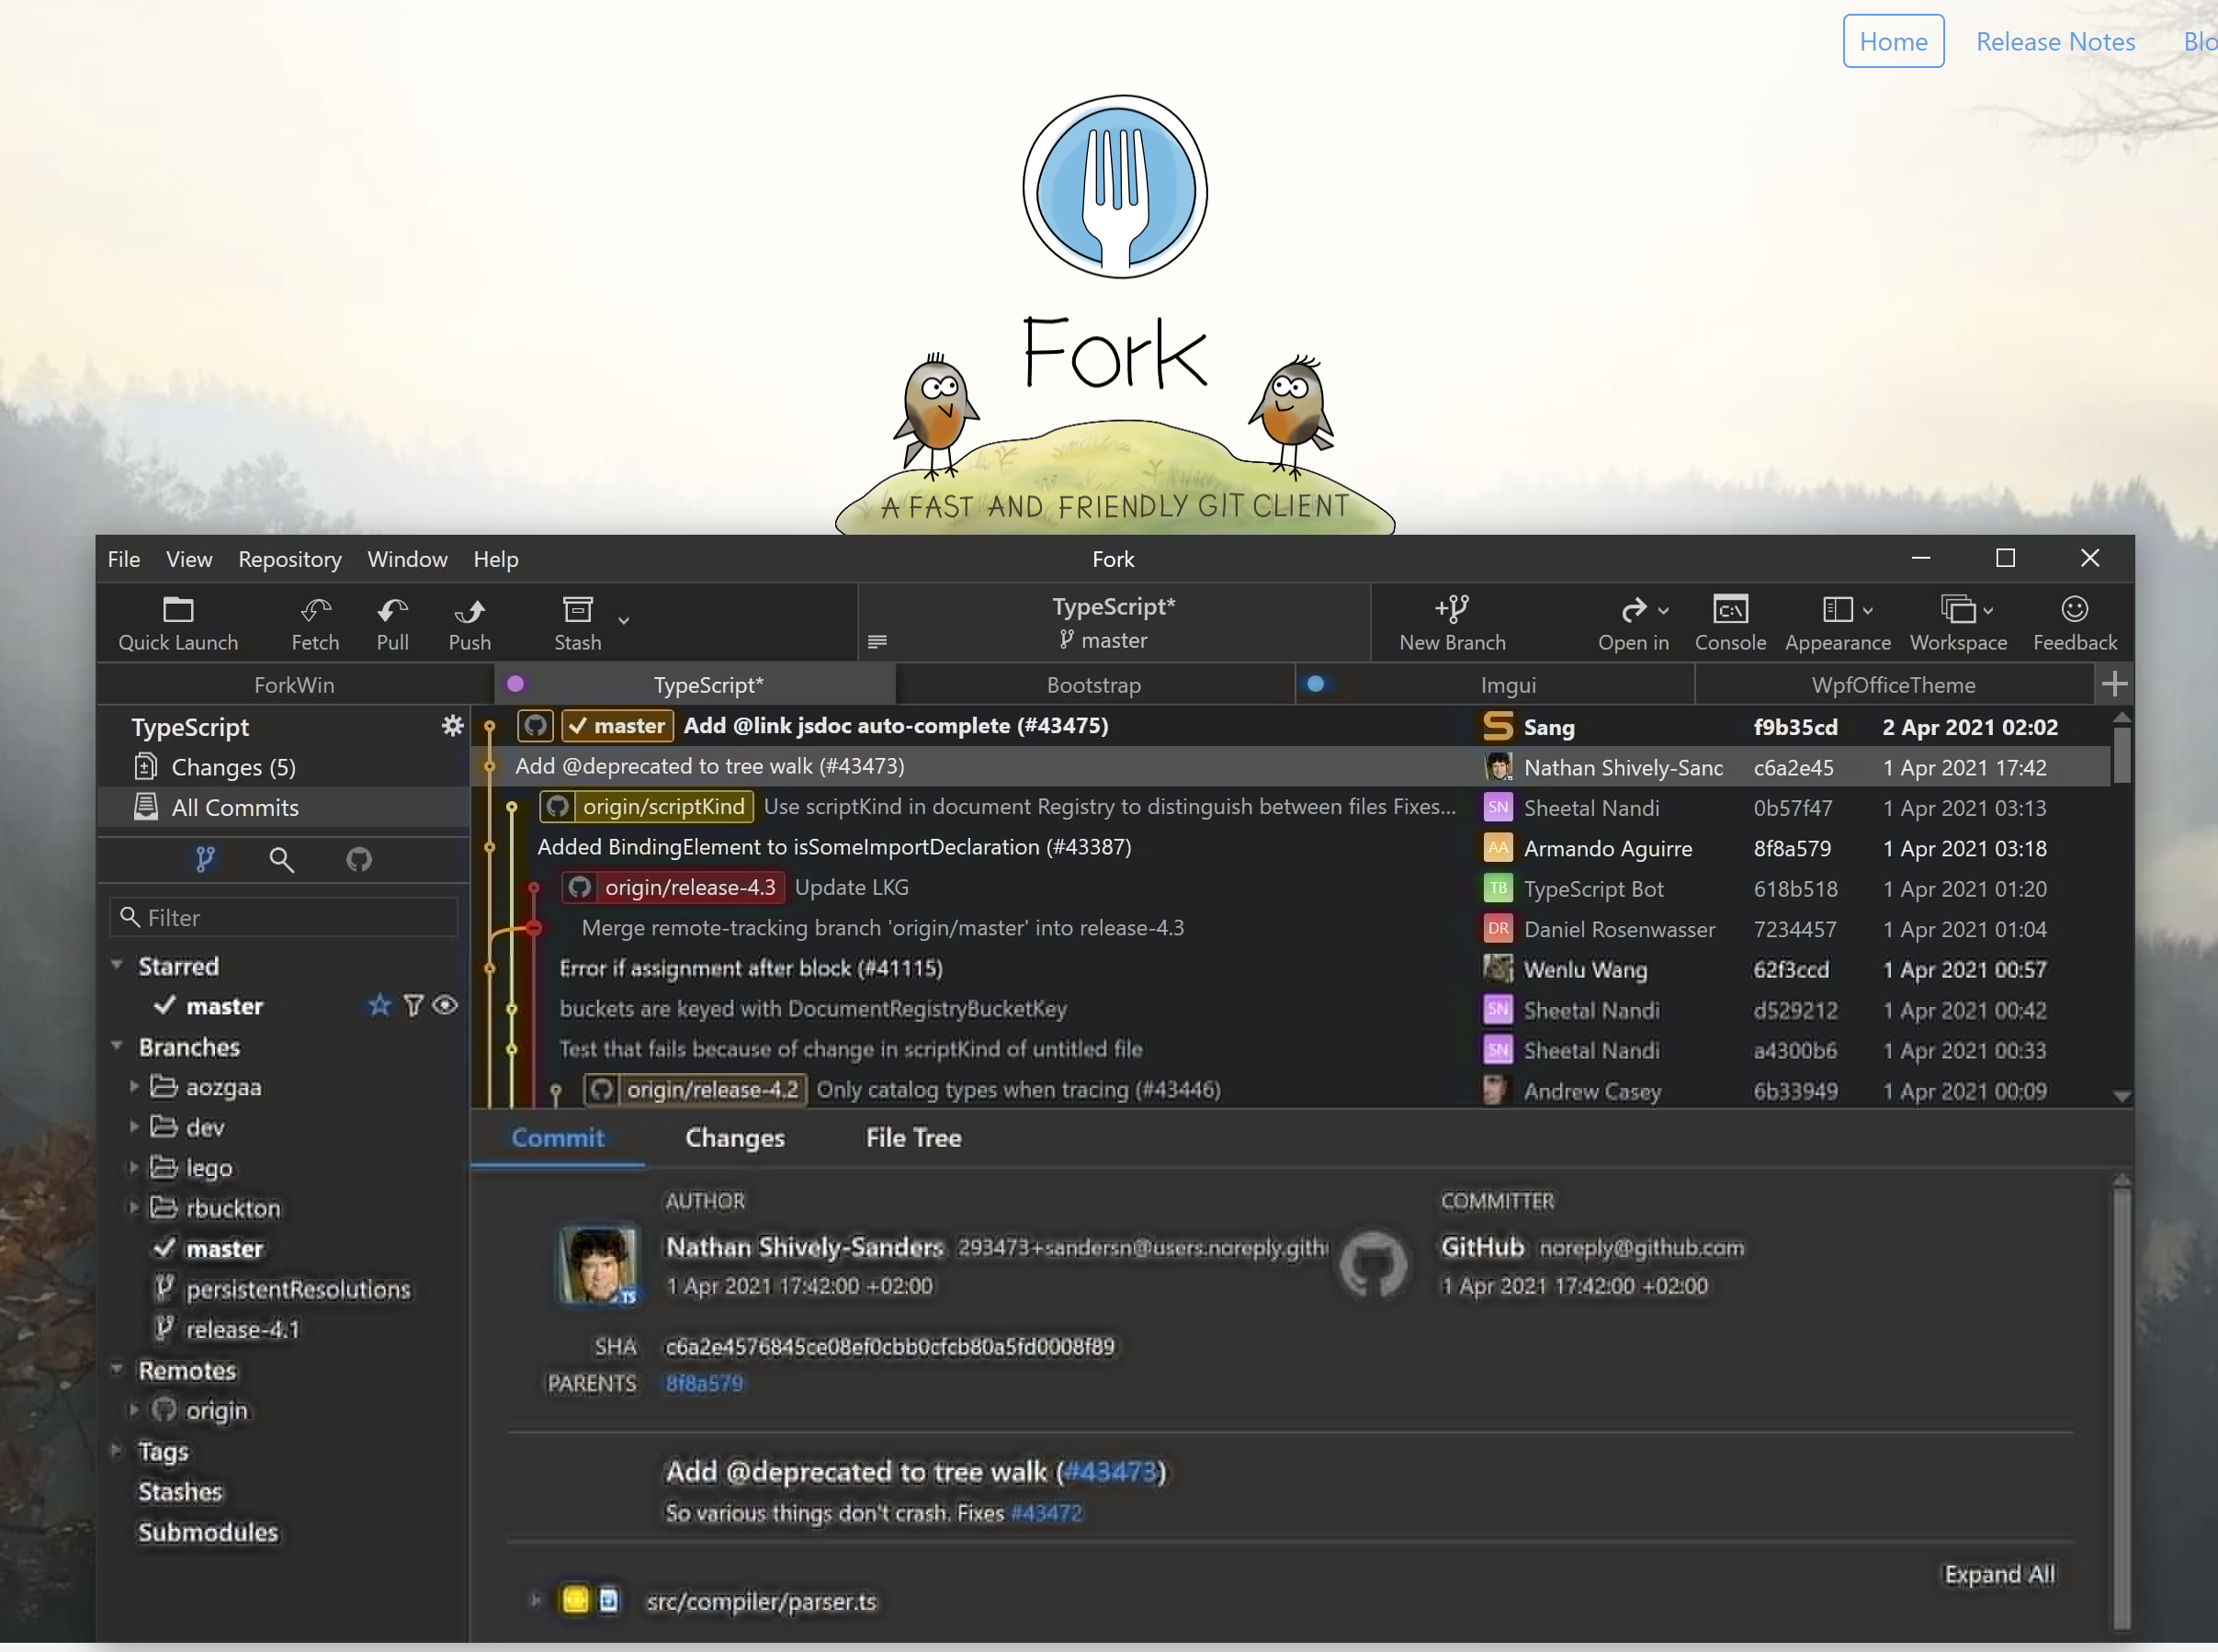 Home Release Notes Blo
Fork
A FAST AND FRIENDLY GIT CLIENT
File View Repository Window Help Fork
Quick Launch Fetch Pull Push Stash TypeScript* master New Branch Open in Console Appearance Workspace Feedback
ForkWin TypeScript* Bootstrap Imgui WpfOfficeTheme
TypeScript
Changes (5)
All Commits
Filter
Starred
master
Branches
aozgaa
dev
lego
rbuckton
master
persistentResolutions
release-4.1
Remotes
origin
Tags
Stashes
Submodules
master Add @link jsdoc auto-complete (#43475) Sang f9b35cd 2 Apr 2021 02:02
Add @deprecated to tree walk (#43473) Nathan Shively-Sanc c6a2e45 1 Apr 2021 17:42
origin/scriptKind Use scriptKind in document Registry to distinguish between files Fixes... SN Sheetal Nandi 0b57f47 1 Apr 2021 03:13
Added BindingElement to isSomeImportDeclaration (#43387) AA Armando Aguirre 8f8a579 1 Apr 2021 03:18
origin/release-4.3 Update LKG TB TypeScript Bot 618b518 1 Apr 2021 01:20
Merge remote-tracking branch 'origin/master' into release-4.3 DR Daniel Rosenwasser 7234457 1 Apr 2021 01:04
Error if assignment after block (#41115) Wenlu Wang 62f3ccd 1 Apr 2021 00:57
buckets are keyed with DocumentRegistryBucketKey SN Sheetal Nandi d529212 1 Apr 2021 00:42
Test that fails because of change in scriptKind of untitled file SN Sheetal Nandi a4300b6 1 Apr 2021 00:33
origin/release-4.2 Only catalog types when tracing (#43446) Andrew Casey 6b33949 1 Apr 2021 00:09
Commit Changes File Tree
AUTHOR COMMITTER
Nathan Shively-Sanders 293473+sandersn@users.noreply.gith GitHub noreply@github.com
1 Apr 2021 17:42:00 +02:00 1 Apr 2021 17:42:00 +02:00
TS
SHA c6a2e4576845ce08ef0cbb0cfcb80a5fd0008f89
PARENTS 8f8a579
Add @deprecated to tree walk (#43473)
So various things don't crash. Fixes #43472
Expand All
src/compiler/parser.ts